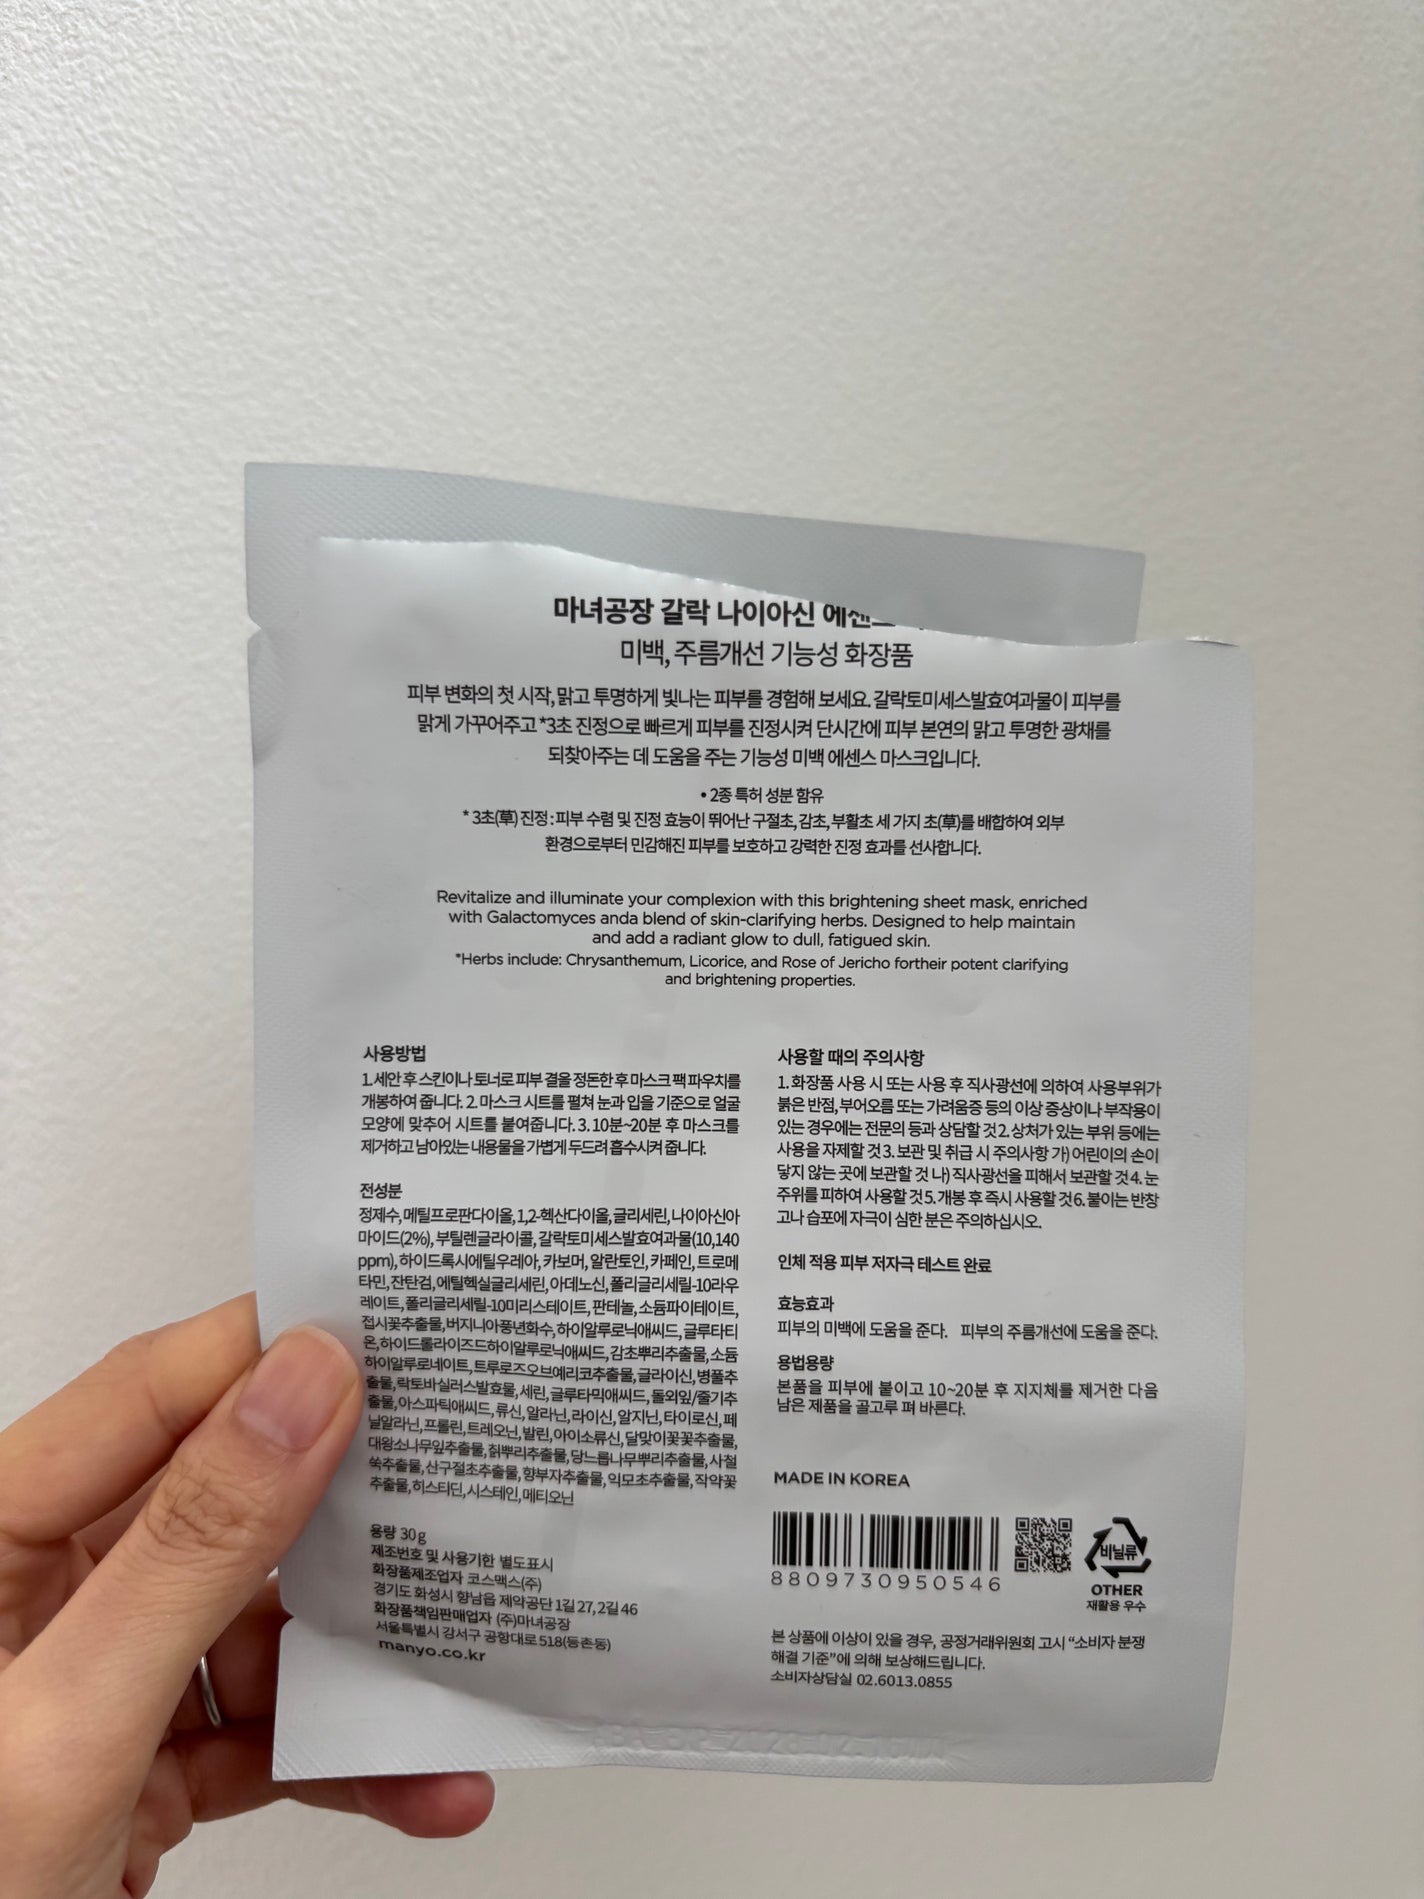 마녀공장 갈락 나이아신
미백, 주름개선 기능성 화장품
피부 변화의 첫 시작, 맑고 투명하게 빛나는 피부를 경험해 보세요. 갈락토미세스발효여과물이 피부를
맑게 가꾸어주고 *3초 진정으로 빠르게 피부를 진정시켜 단시간에 피부 본연의 맑고 투명한 광채를
되찾아주는 데 도움을 주는 기능성 미백 에센스 마스크입니다.
• 2종 특허 성분 함유
* 3초(草) 진정 : 피부 수렴 및 진정 효능이 뛰어난 구절초, 감초, 부활초 세 가지 초(草)를 배합하여 외부
환경으로부터 민감해진 피부를 보호하고 강력한 진정 효과를 선사합니다.
Revitalize and illuminate your complexion with this brightening sheet mask, enriched
with Galactomyces anda blend of skin-clarifying herbs. Designed to help maintain
and add a radiant glow to dull, fatigued skin.
*Herbs include: Chrysanthemum, Licorice, and Rose of Jericho fortheir potent clarifying
and brightening properties.
사용방법
1. 세안 후 스킨이나 토너로 피부 결을 정돈한 후 마스크 팩 파우치를
개봉하여 줍니다. 2. 마스크 시트를 펼쳐 눈과 입을 기준으로 얼굴
모양에 맞추어 시트를 붙여줍니다. 3. 10분~20분 후 마스크를
제거하고 남아있는 내용물을 가볍게 두드려 흡수시켜 줍니다.
전성분
정제수, 메틸프로판다이올, 1,2-헥산다이올, 글리세린, 나이아신아
마이드(2%), 부틸렌글라이콜, 갈락토미세스발효여과물(10,140
ppm), 하이드록시에틸우레아, 카보머, 알란토인, 카페인, 트로메
타민, 잔탄검, 에틸헥실글리세린, 아데노신, 폴리글리세릴-10라우
레이트, 폴리글리세릴-10미리스테이트, 판테놀, 소듐파이테이트,
접시꽃추출물, 버지니아풍년화수, 하이알루로닉애씨드, 글루타티
온, 하이드롤라이즈드하이알루로닉애씨드, 감초뿌리추출물, 소듐
하이알루로네이트, 트루로즈오브예리코추출물, 글라이신, 병풀추
출물, 락토바실러스발효물, 세린, 글루타믹애씨드, 돌외잎/줄기추
출물, 아스파틱애씨드, 류신, 알라닌, 라이신, 알지닌, 타이로신, 페
닐알라닌, 프롤린, 트레오닌, 발린, 아이소류신, 달맞이꽃꽃추출물,
대왕소나무잎추출물, 칡뿌리추출물, 당느릅나무뿌리추출물, 사철
쑥추출물, 산구절초추출물, 향부자추출물, 익모초추출물, 작약꽃
추출물, 히스티딘, 시스테인, 메티오닌
용량 30g
제조번호 및 사용기한 별도표시
화장품제조업자 코스맥스(주)
경기도 화성시 향남읍 제약공단 1길 27, 2길 46
화장품책임판매업자 (주)마녀공장
서울특별시 강서구 공항대로 518(등촌동)
manyo.co.kr
사용할 때의 주의사항
1. 화장품 사용 시 또는 사용 후 직사광선에 의하여 사용부위가
붉은 반점, 부어오름 또는 가려움증 등의 이상 증상이나 부작용이
있는 경우에는 전문의 등과 상담할 것 2. 상처가 있는 부위 등에는
사용을 자제할 것 3. 보관 및 취급 시 주의사항 가) 어린이의 손이
닿지 않는 곳에 보관할 것 나) 직사광선을 피해서 보관할 것 4. 눈
주위를 피하여 사용할 것 5. 개봉 후 즉시 사용할 것 6. 붙이는 반창
고나 습포에 자극이 심한 분은 주의하십시오.
인체 적용 피부 저자극 테스트 완료
효능효과
피부의 미백에 도움을 준다. 피부의 주름개선에 도움을 준다.
용법용량
본품을 피부에 붙이고 10~20분 후 지지체를 제거한 다음
남은 제품을 골고루 펴 바른다.
MADE IN KOREA
8809730950546
비닐류
OTHER
재활용 우수
본 상품에 이상이 있을 경우, 공정거래위원회 고시 “소비자 분쟁
해결 기준”에 의해 보상해드립니다.
소비자상담실 02.6013.0855